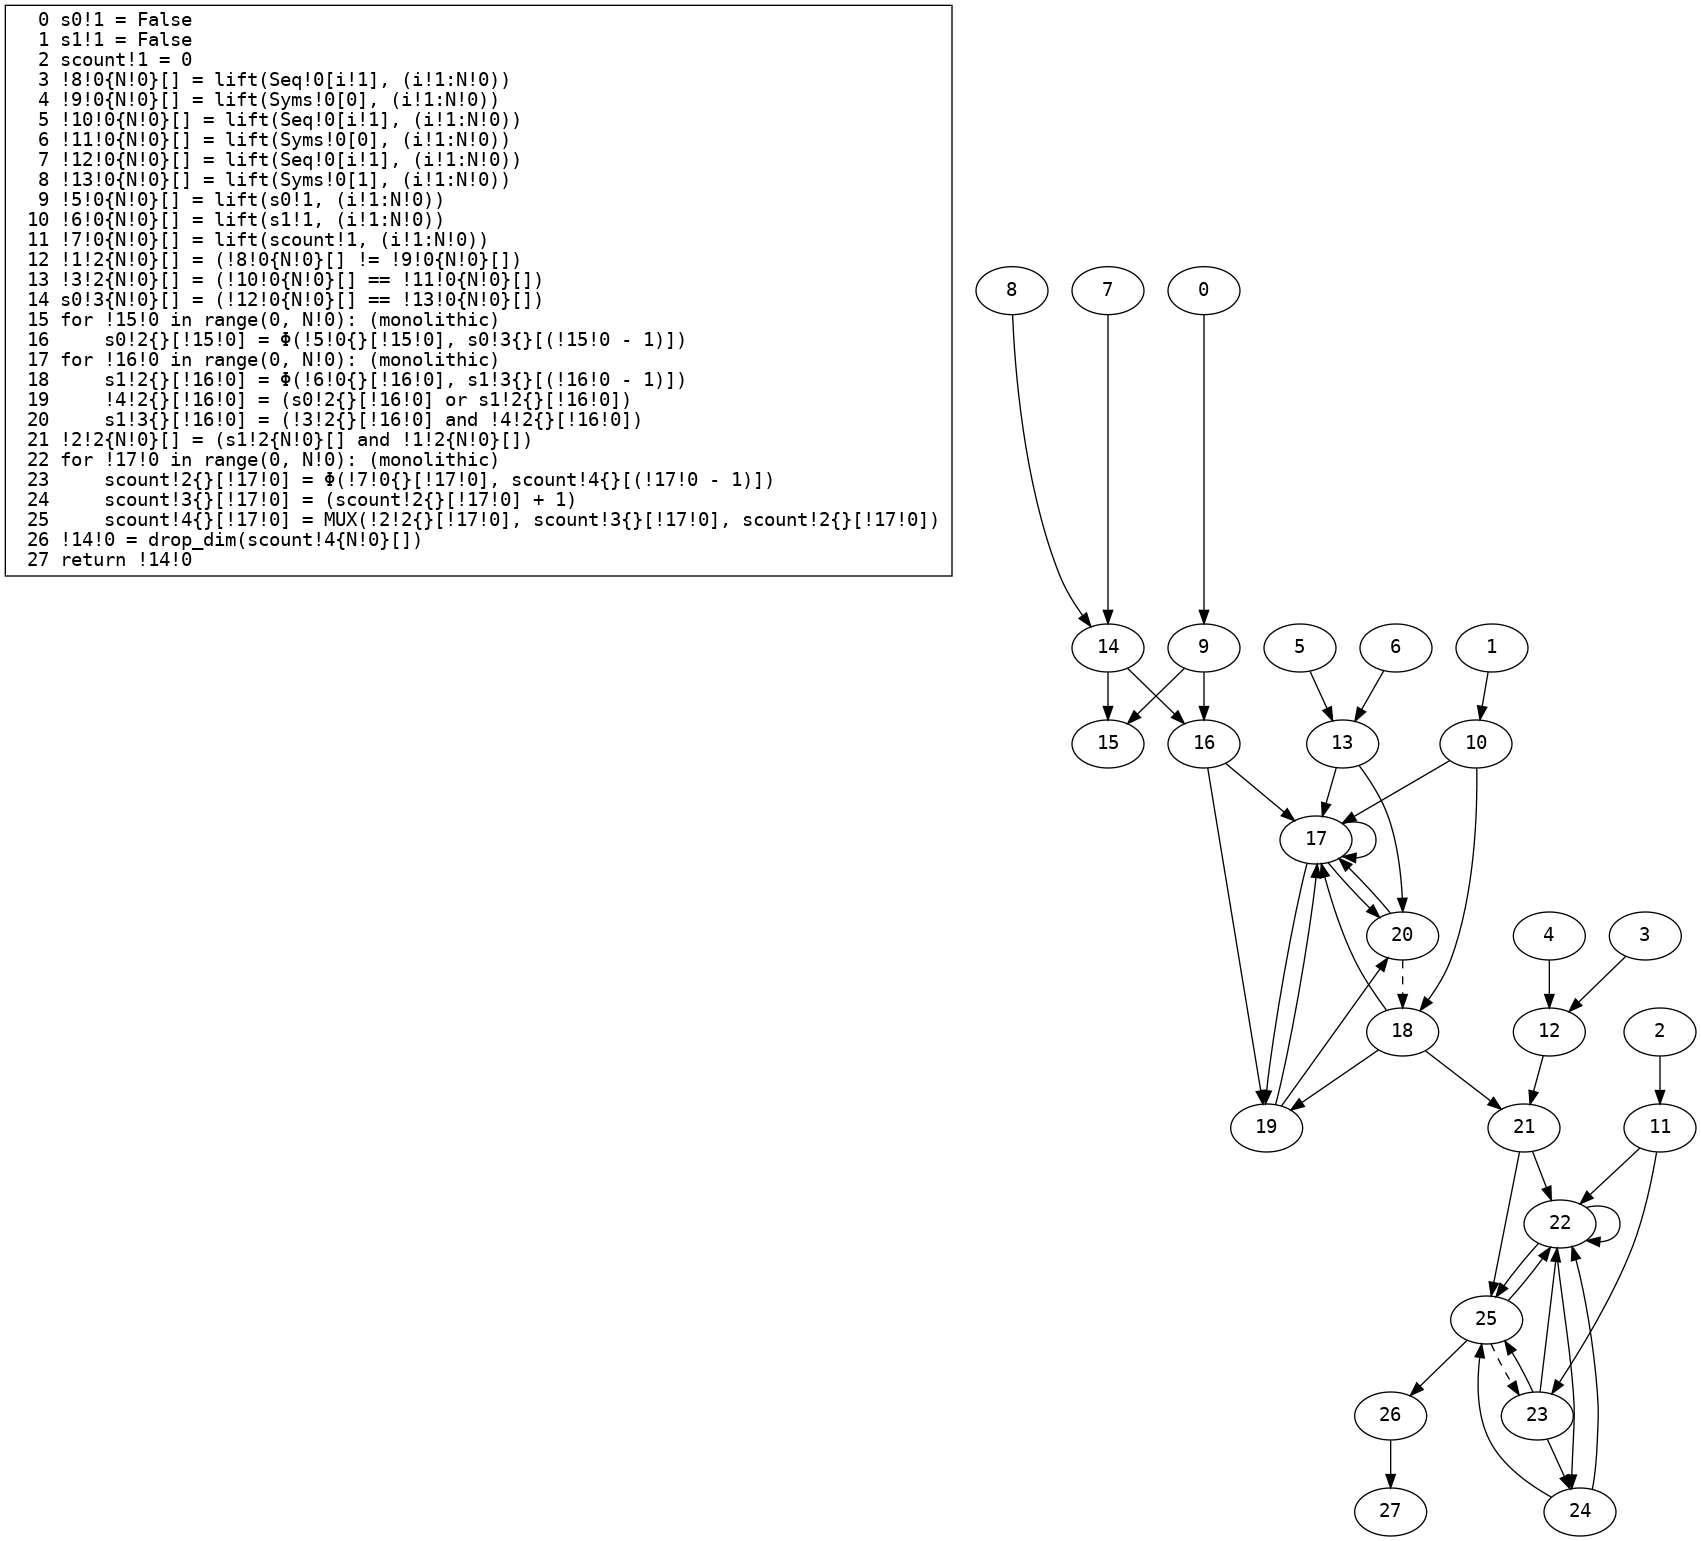 0 s0!1 = False
1 s1!1 = False
2 scount!1 = 0
3 !8!0{N!0}[] = lift(Seq!0[i!1], (i!1:N!0))
4 !9!0{N!0}[] = lift(Syms!0[0], (i!1:N!0))
5 !10!0{N!0}[] = lift(Seq!0[i!1], (i!1:N!0))
6 !11!0{N!0}[] = lift(Syms!0[0], (i!1:N!0))
7 !12!0{N!0}[] = lift(Seq!0[i!1], (i!1:N!0))
8 !13!0{N!0}[] = lift(Syms!0[1], (i!1:N!0))
9 !5!0{N!0}[] = lift(s0!1, (i!1:N!0))
10 !6!0{N!0}[] = lift(s1!1, (i!1:N!0))
11 !7!0{N!0}[] = lift(scount!1, (i!1:N!0))
12 !1!2{N!0}[] = (!8!0{N!0}[] != !9!0{N!0}[])
13 !3!2{N!0}[] = (!10!0{N!0}[] == !11!0{N!0}[])
14 s0!3{N!0}[] = (!12!0{N!0}[] == !13!0{N!0}[])
15 for !15!0 in range(0, N!0): (monolithic)
16     s0!2{}[!15!0] = Φ(!5!0{}[!15!0], s0!3{}[(!15!0 - 1)])
17 for !16!0 in range(0, N!0): (monolithic)
18     s1!2{}[!16!0] = Φ(!6!0{}[!16!0], s1!3{}[(!16!0 - 1)])
19     !4!2{}[!16!0] = (s0!2{}[!16!0] or s1!2{}[!16!0])
20     s1!3{}[!16!0] = (!3!2{}[!16!0] and !4!2{}[!16!0])
21 !2!2{N!0}[] = (s1!2{N!0}[] and !1!2{N!0}[])
22 for !17!0 in range(0, N!0): (monolithic)
23     scount!2{}[!17!0] = Φ(!7!0{}[!17!0], scount!4{}[(!17!0 - 1)])
24     scount!3{}[!17!0] = (scount!2{}[!17!0] + 1)
25     scount!4{}[!17!0] = MUX(!2!2{}[!17!0], scount!3{}[!17!0], scount!2{}[!17!0])
26 !14!0 = drop_dim(scount!4{N!0}[])
27 return !14!0
8 7 0
14 9 5 6 1
15 16 13 10
17
20 4 3
18 12 2
19 21 11
22
25
26 23
27 24